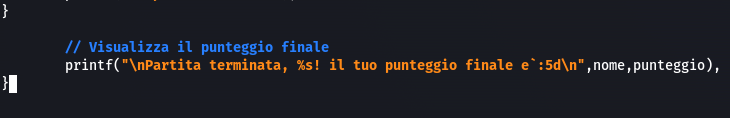 }
// Visualizza il punteggio finale
printf("\nPartita terminata, %s! il tuo punteggio finale e`:5d\n",nome,punteggio),
}